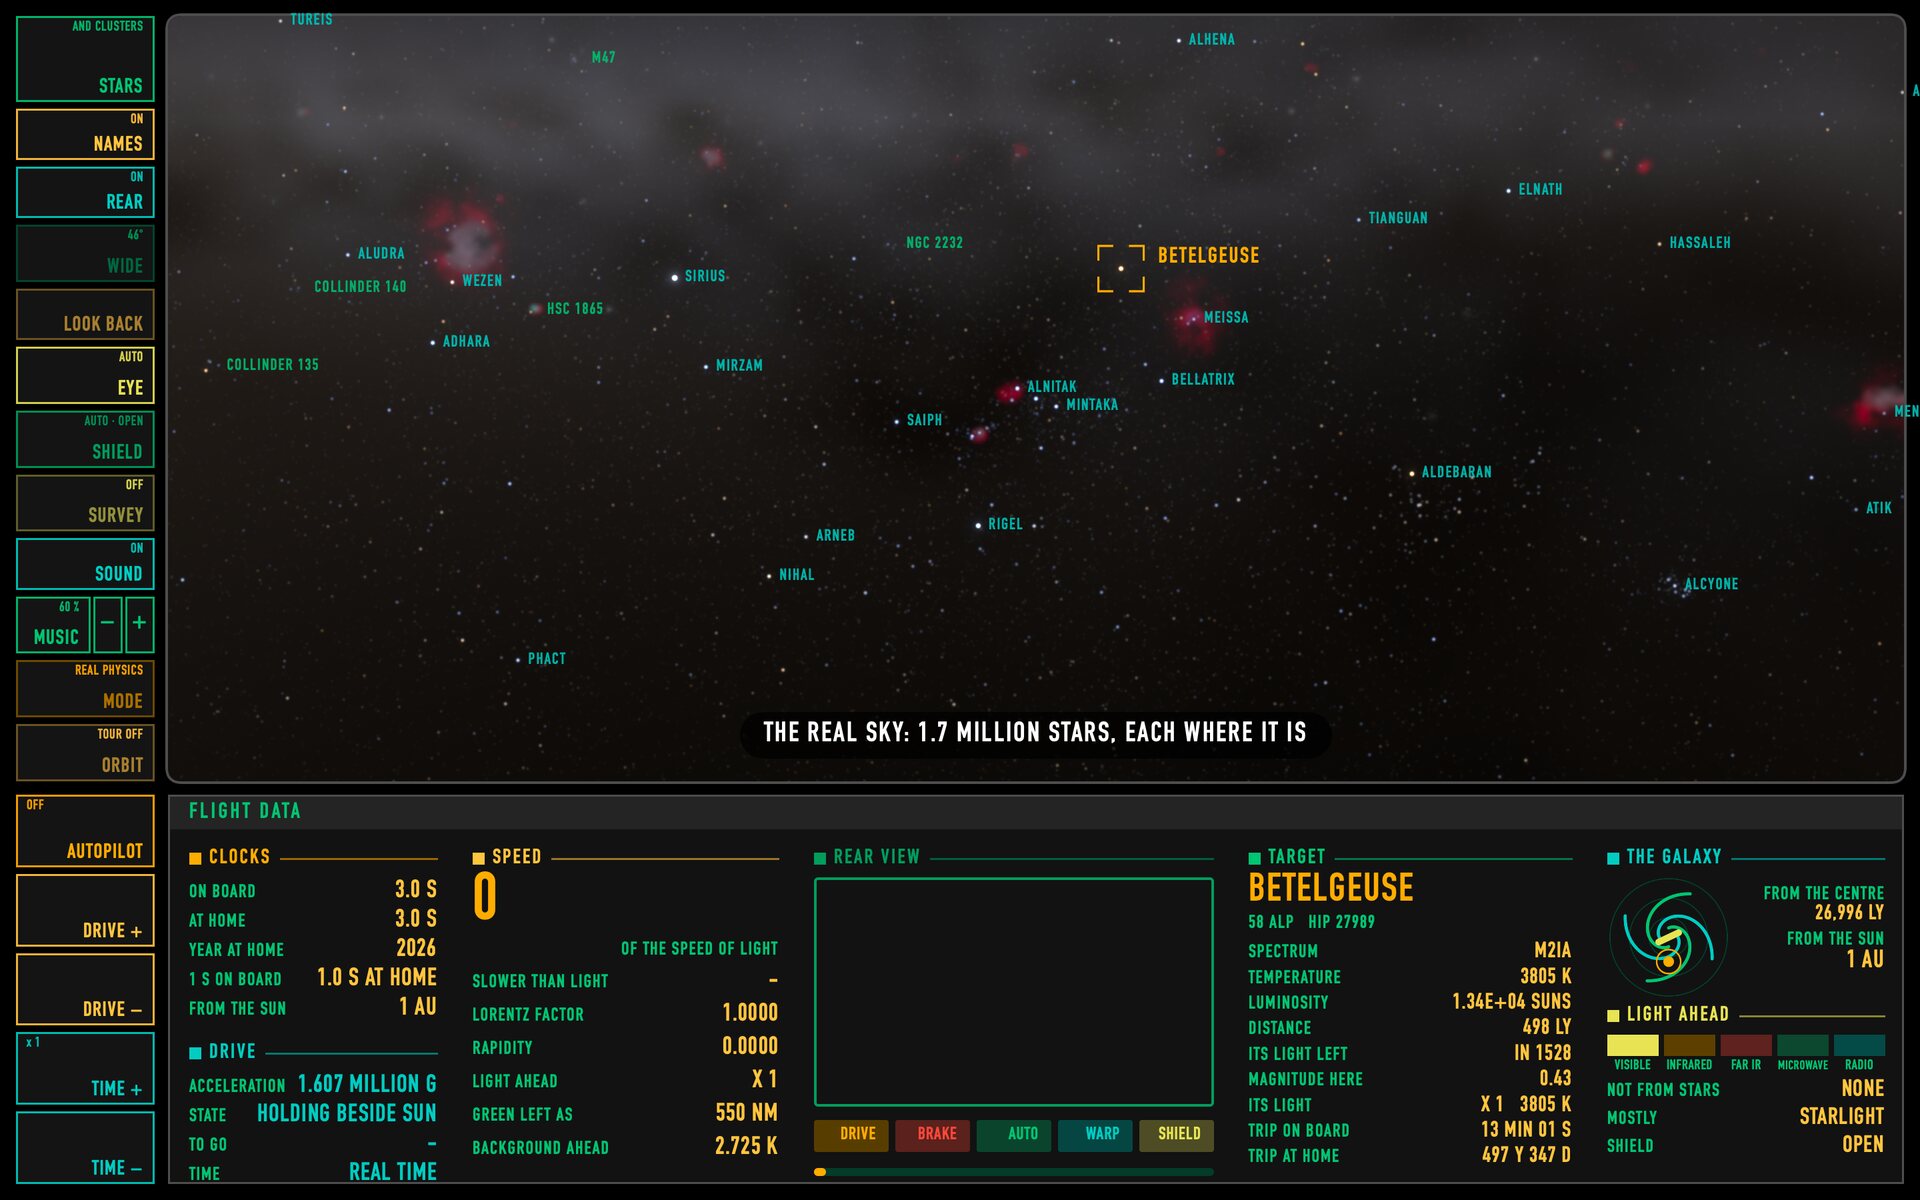 AND CLUSTERS
STARS
ON
NAMES
ON
REAR
46°
WIDE
LOOK BACK
AUTO
EYE
AUTO · OPEN
SHIELD
OFF
SURVEY
ON
SOUND
60 %
MUSIC
−
+
REAL PHYSICS
MODE
TOUR OFF
ORBIT
OFF
AUTOPILOT
DRIVE +
DRIVE −
x 1
TIME +
TIME −
TUREIS
M47
ALHENA
A
ELNATH
TIANGUAN
HASSALEH
NGC 2232
BETELGEUSE
ALUDRA
WEZEN
SIRIUS
COLLINDER 140
HSC 1865
MEISSA
ADHARA
COLLINDER 135
MIRZAM
BELLATRIX
ALNITAK
MINTAKA
MEN
SAIPH
ALDEBARAN
ATIK
RIGEL
ARNEB
NIHAL
ALCYONE
PHACT
THE REAL SKY: 1.7 MILLION STARS, EACH WHERE IT IS
FLIGHT DATA
CLOCKS
ON BOARD 3.0 S
AT HOME 3.0 S
YEAR AT HOME 2026
1 S ON BOARD 1.0 S AT HOME
FROM THE SUN 1 AU
DRIVE
ACCELERATION 1.607 MILLION G
STATE HOLDING BESIDE SUN
TO GO –
TIME REAL TIME
SPEED
0
OF THE SPEED OF LIGHT
SLOWER THAN LIGHT –
LORENTZ FACTOR 1.0000
RAPIDITY 0.0000
LIGHT AHEAD X 1
GREEN LEFT AS 550 NM
BACKGROUND AHEAD 2.725 K
REAR VIEW
DRIVE BRAKE AUTO WARP SHIELD
TARGET
BETELGEUSE
58 ALP HIP 27989
SPECTRUM M2IA
TEMPERATURE 3805 K
LUMINOSITY 1.34E+04 SUNS
DISTANCE 498 LY
ITS LIGHT LEFT IN 1528
MAGNITUDE HERE 0.43
ITS LIGHT X 1 3805 K
TRIP ON BOARD 13 MIN 01 S
TRIP AT HOME 497 Y 347 D
THE GALAXY
FROM THE CENTRE
26,996 LY
FROM THE SUN
1 AU
LIGHT AHEAD
VISIBLE INFRARED FAR IR MICROWAVE RADIO
NOT FROM STARS NONE
MOSTLY STARLIGHT
SHIELD OPEN